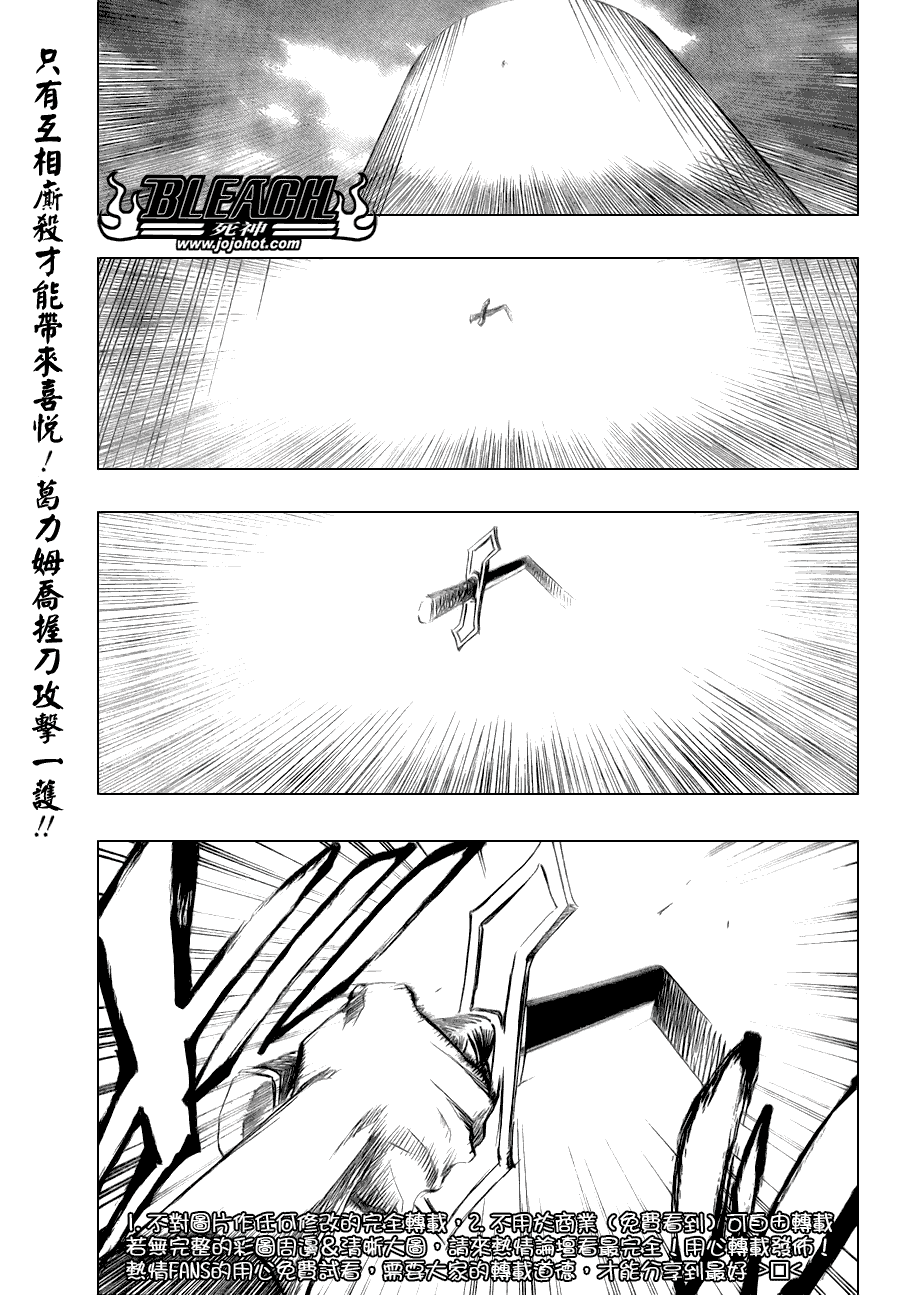 只有互相廝殺才能帶來喜悅！葛力姆喬握刀攻擊一護！！
BLEACH
死神
www.jojohot.com
1. 不對圖片作任何修改的完全轉載，2. 不用於商業（免費看到）可自由轉載
若無完整的彩圖周邊&清晰大圖，請來熱情論壇看最完全！用心轉載發佈！
熱情FANS的用心免費試看，需要大家的轉載道德，才能分享到最好 >口<